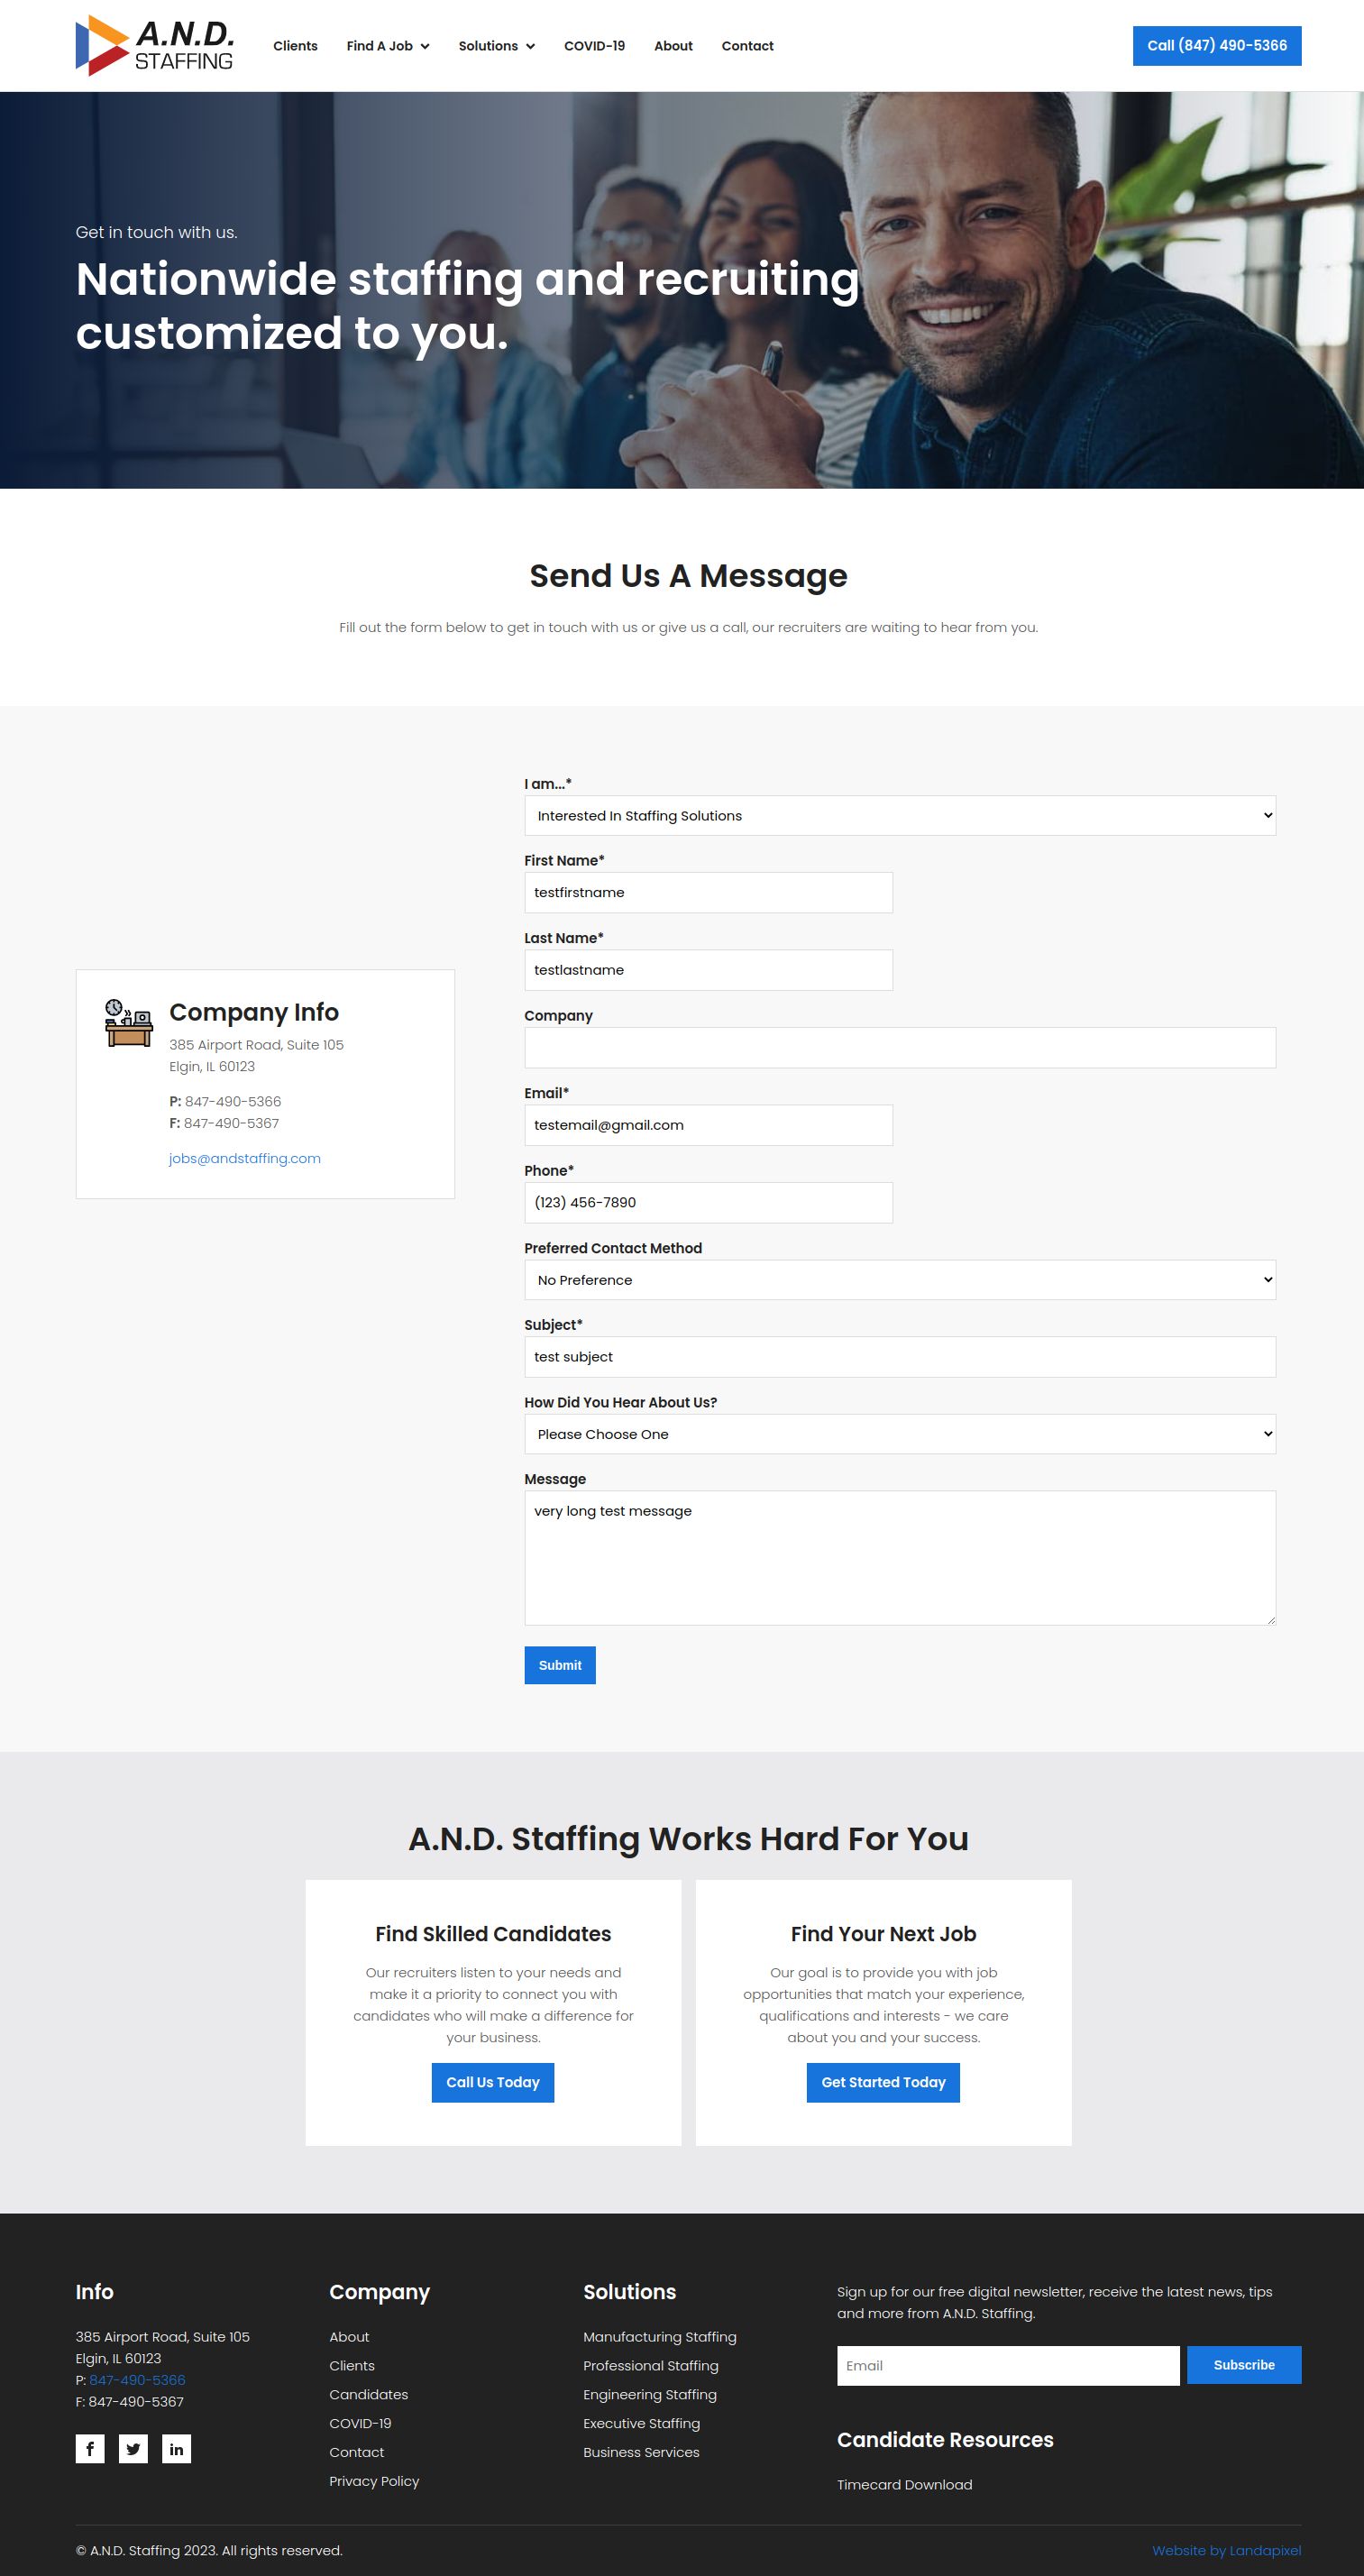 A.N.D.
STAFFING
Clients
Find A Job
Solutions
COVID-19
About
Contact
Call (847) 490-5366
Get in touch with us.
Nationwide staffing and recruiting
customized to you.
Send Us A Message
Fill out the form below to get in touch with us or give us a call, our recruiters are waiting to hear from you.
Company Info
385 Airport Road, Suite 105
Elgin, IL 60123
P: 847-490-5366
F: 847-490-5367
jobs@andstaffing.com
I am...*
Interested In Staffing Solutions
First Name*
testfirstname
Last Name*
testlastname
Company
Email*
testemail@gmail.com
Phone*
(123) 456-7890
Preferred Contact Method
No Preference
Subject*
test subject
How Did You Hear About Us?
Please Choose One
Message
very long test message
Submit
A.N.D. Staffing Works Hard For You
Find Skilled Candidates
Our recruiters listen to your needs and
make it a priority to connect you with
candidates who will make a difference for
your business.
Call Us Today
Find Your Next Job
Our goal is to provide you with job
opportunities that match your experience,
qualifications and interests - we care
about you and your success.
Get Started Today
Info
385 Airport Road, Suite 105
Elgin, IL 60123
P: 847-490-5366
F: 847-490-5367
Company
About
Clients
Candidates
COVID-19
Contact
Privacy Policy
Solutions
Manufacturing Staffing
Professional Staffing
Engineering Staffing
Executive Staffing
Business Services
Sign up for our free digital newsletter, receive the latest news, tips
and more from A.N.D. Staffing.
Email
Subscribe
Candidate Resources
Timecard Download
© A.N.D. Staffing 2023. All rights reserved.
Website by Landapixel